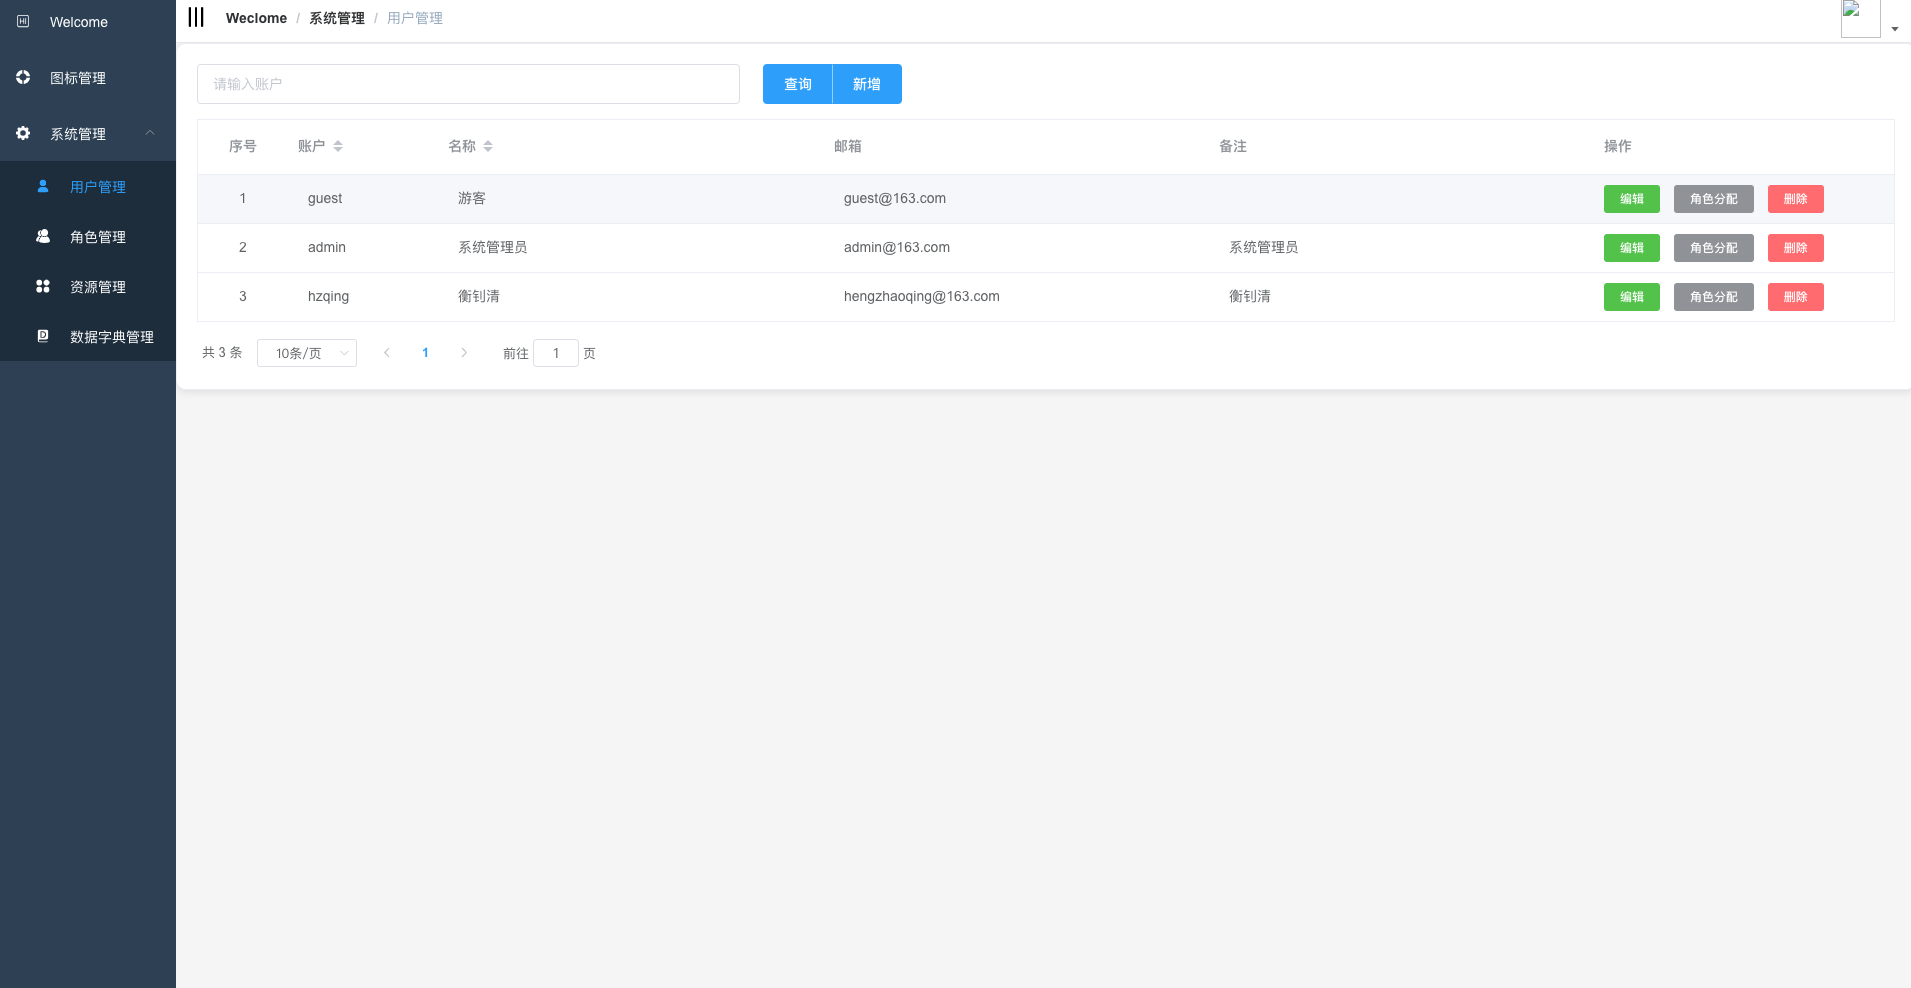 Welcome
图标管理
系统管理
用户管理
角色管理
资源管理
数据字典管理
Weclome / 系统管理 / 用户管理
请输入账户 查询 新增
序号 账户 名称 邮箱 备注 操作
1 guest 游客 guest@163.com 编辑 角色分配 删除
2 admin 系统管理员 admin@163.com 系统管理员 编辑 角色分配 删除
3 hzqing 衡钊清 hengzhaoqing@163.com 衡钊清 编辑 角色分配 删除
共 3 条 10条/页 1 前往 1 页